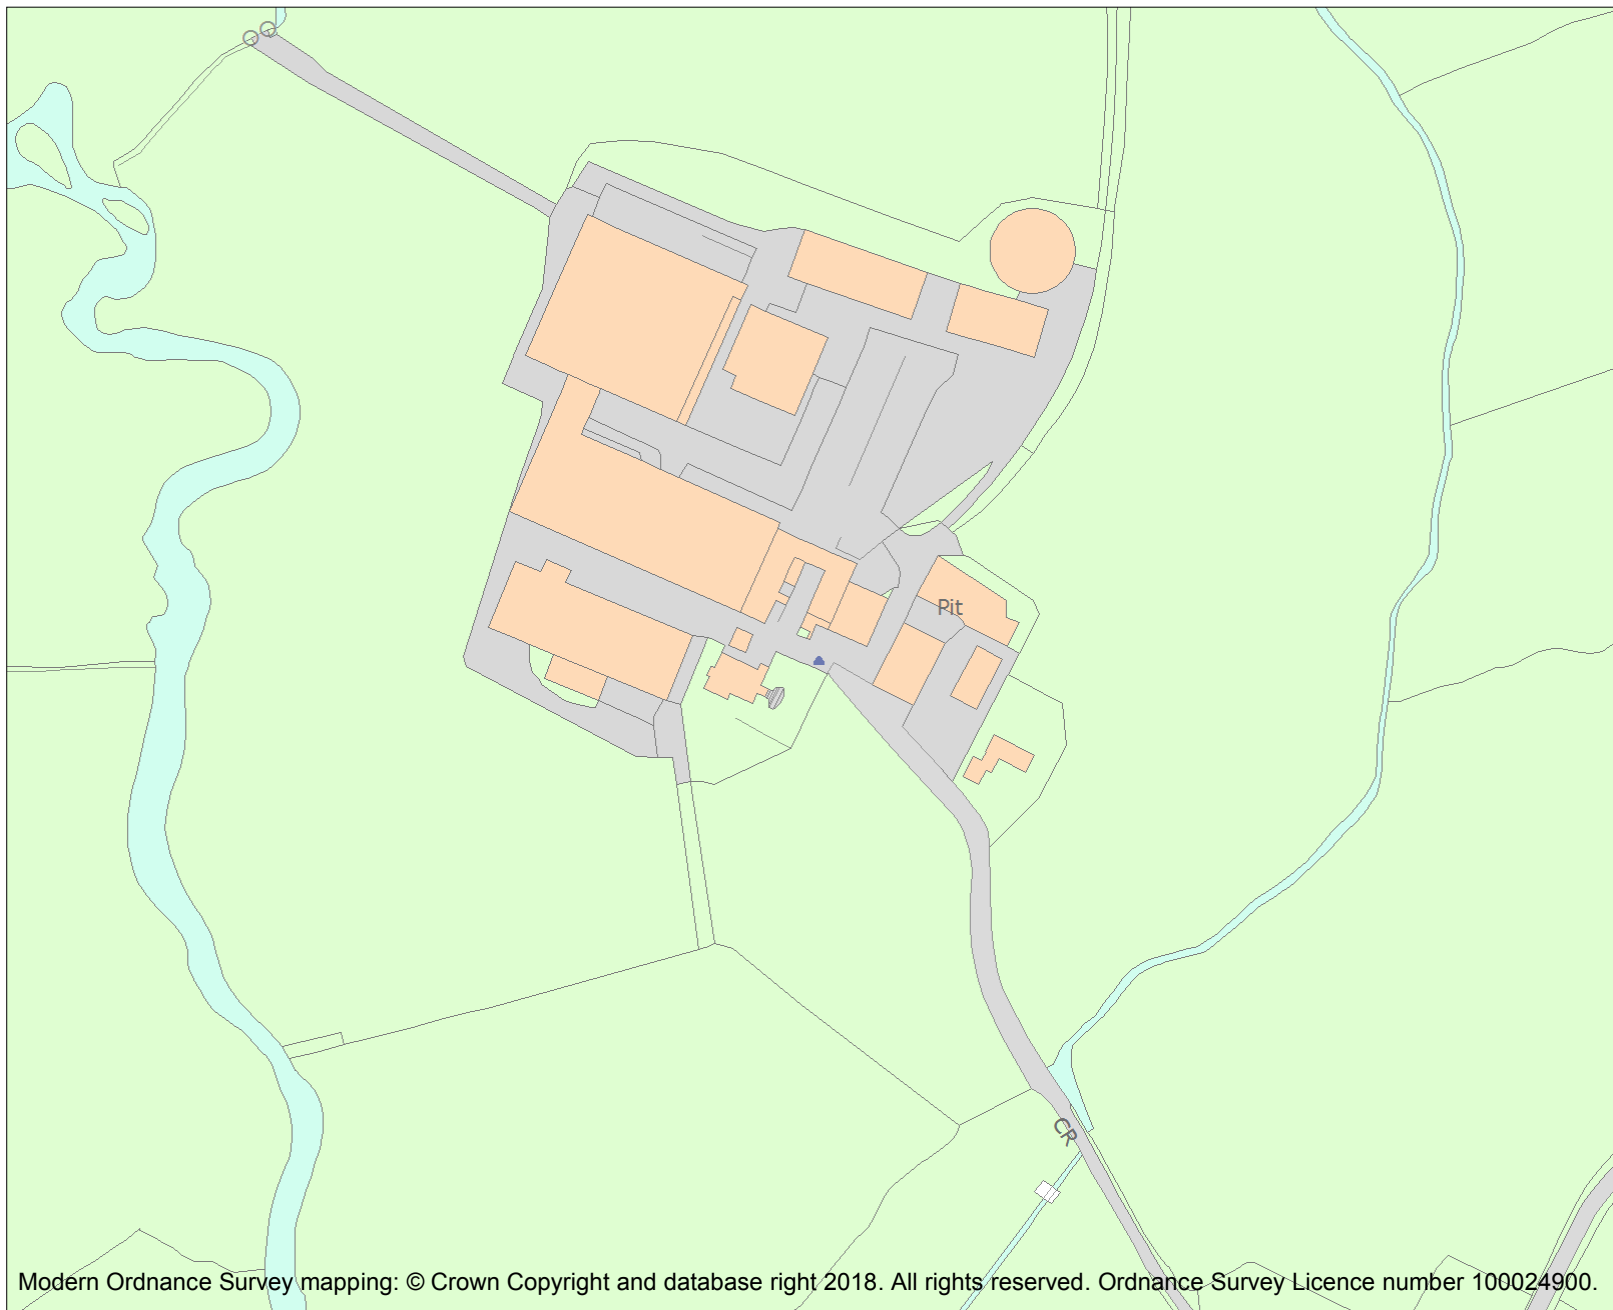 Pit
CR
Modern Ordnance Survey mapping: © Crown Copyright and database right 2018. All rights reserved. Ordnance Survey Licence number 100024900.